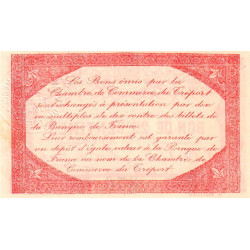 Les Bons émis par la
Chambre de Commerce du Tréport
sont échangés à présentation par dix
ou multiples de dix contre des billets de
la Banque de France.
Leur remboursement est garanti par
un dépôt d'égale valeur à la Banque de
France au nom de la Chambre de
Commerce du Tréport.